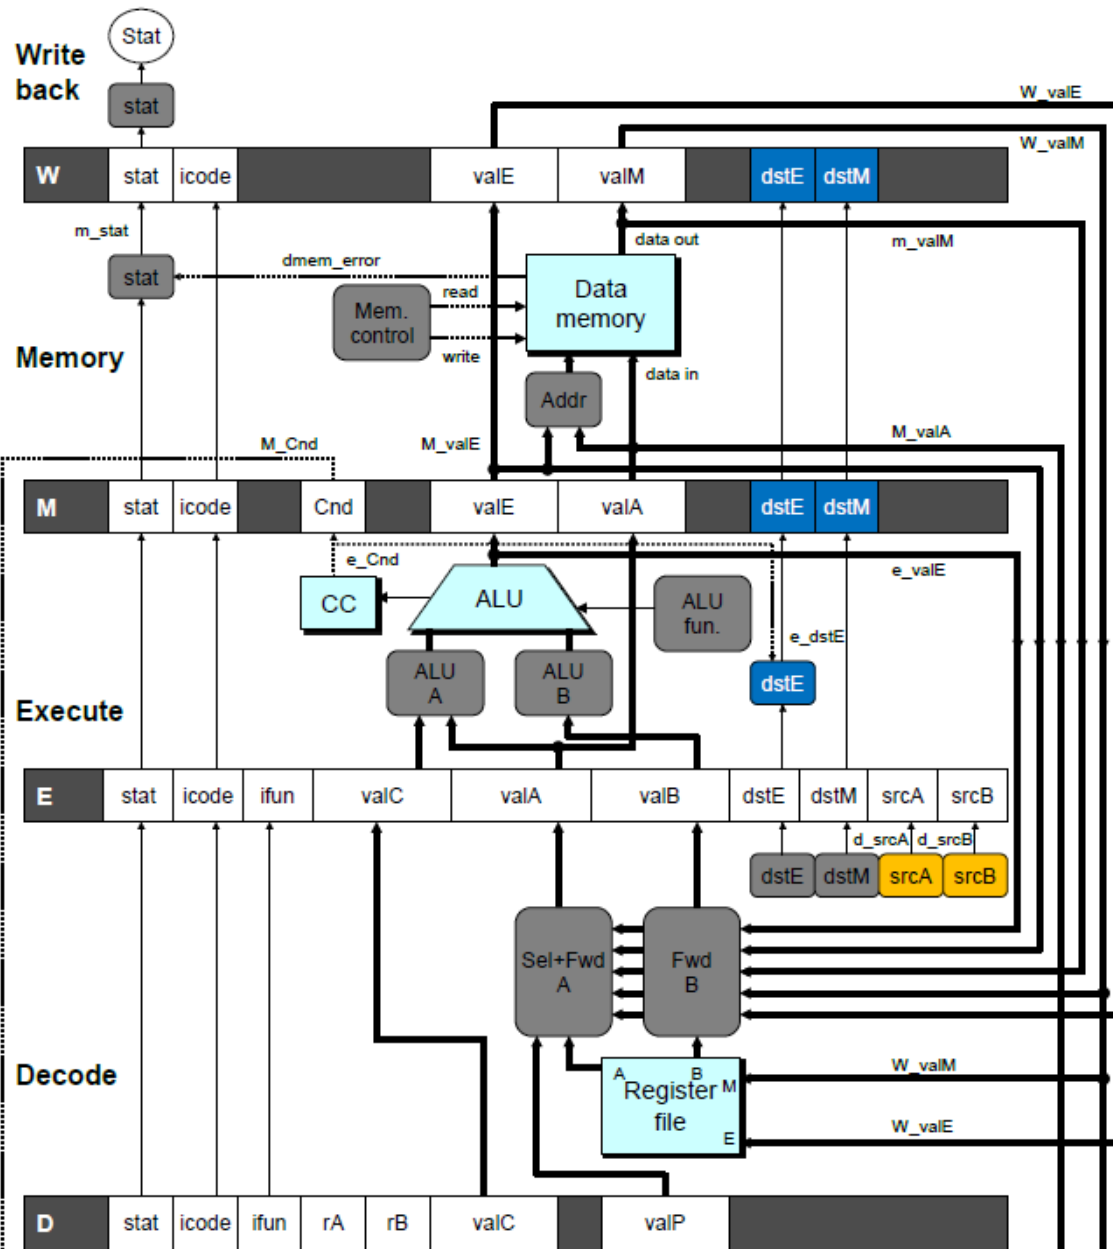 Stat
Write
back
stat
W_valE
W_valM
W
stat
icode
valE
valM
dstE
dstM
m_stat
data out
m_valM
stat
dmem_error
read
Data
memory
Mem.
control
write
Memory
data in
Addr
M_Cnd
M_valE
M_valA
M
stat
icode
Cnd
valE
valA
dstE
dstM
e_Cnd
e_valE
CC
ALU
ALU
fun.
e_dstE
ALU
A
ALU
B
dstE
Execute
E
stat
icode
ifun
valC
valA
valB
dstE
dstM
srcA
srcB
d_srcA
d_srcB
dstE
dstM
srcA
srcB
Sel+Fwd
A
Fwd
B
Decode
A
B
Register
file
M
E
W_valM
W_valE
D
stat
icode
ifun
rA
rB
valC
valP